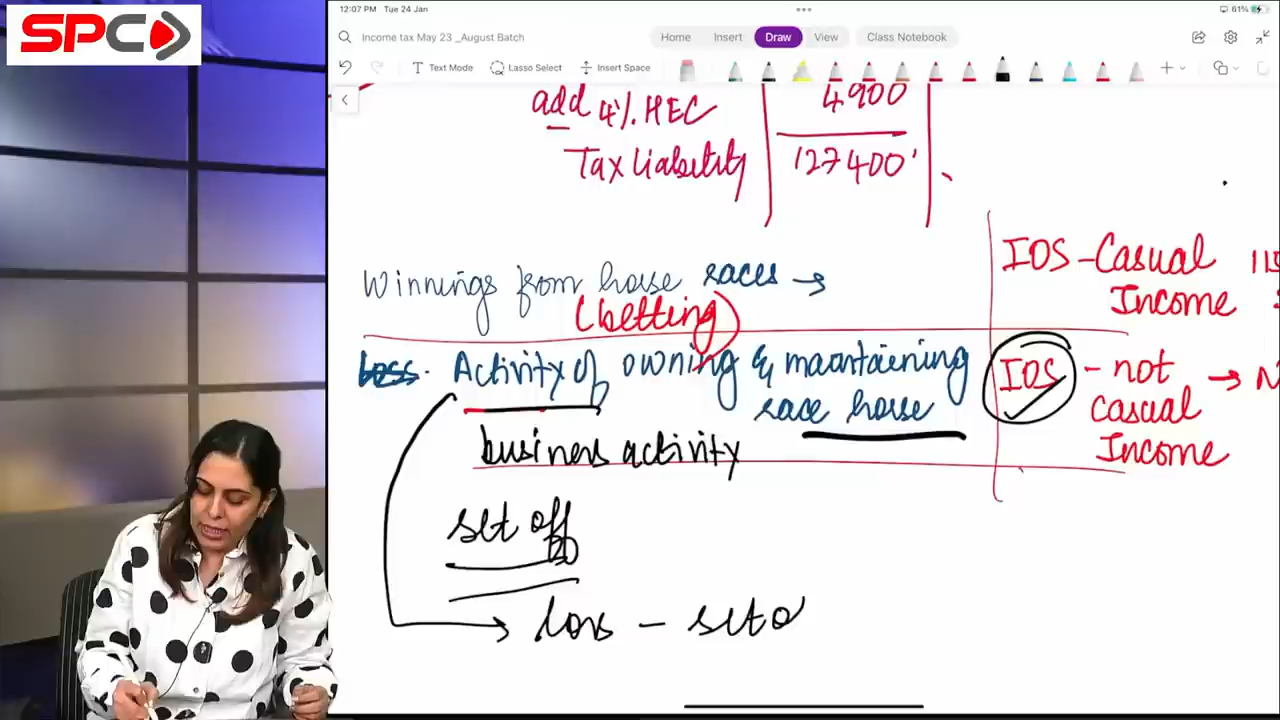 SPC
12:07 PM Tue 24 Jan
61%
Income tax May 23 _August Batch
Home Insert Draw View Class Notebook
Text Mode Lasso Select Insert Space
add 4% HEC 4900
Tax liability 127400
Winnings from horse races →
(betting)
IOS - Casual
Income
Loss. Activity of owning & maintaining
race horse
IOS - not → N
casual
Income
business activity
set off
→ loss - seto